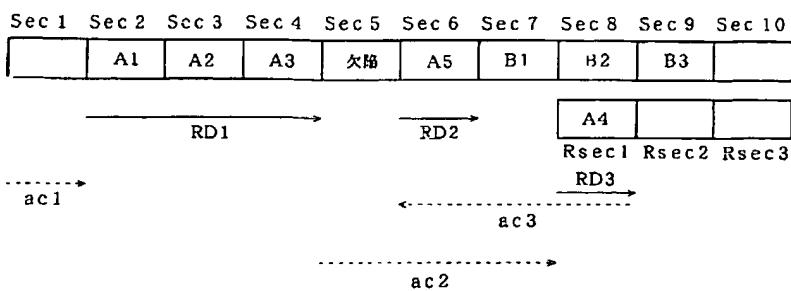 Sec 1 Sec 2 Sec 3 Sec 4 Sec 5 Sec 6 Sec 7 Sec 8 Sec 9 Sec 10
A1 A2 A3 欠陥 A5 B1 B2 B3
RD1 RD2 A4
Rsec1 Rsec2 Rsec3
RD3
ac1 ac3
ac2